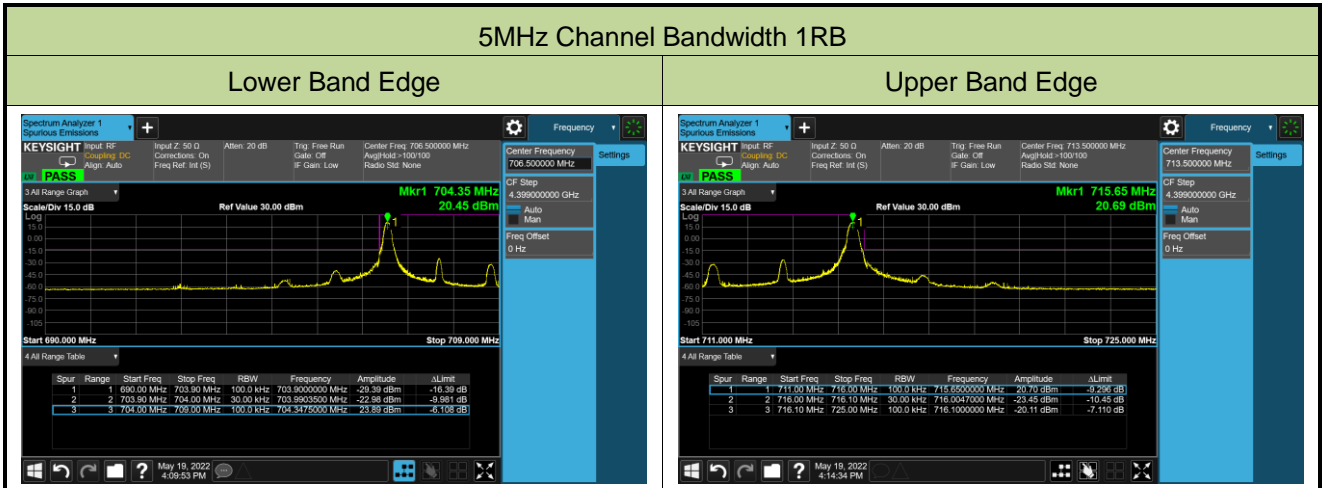 5MHz Channel Bandwidth 1RB
Lower Band Edge
Upper Band Edge
Spectrum Analyzer 1
Spurious Emissions
+
Frequency
KEYSIGHT Input: RF Input Z: 50 Ω Atten: 20 dB Trig: Free Run Center Freq: 706.500000 MHz
Coupling: DC Corrections: On Gate: Off Avg|Hold:>100/100
Align: Auto Freq Ref: Int (S) IF Gain: Low Radio Std: None
PASS
Center Frequency
706.500000 MHz
Settings
CF Step
4.399000000 GHz
Auto
Man
Freq Offset
0 Hz
3 All Range Graph
Mkr1 704.35 MHz
Scale/Div 15.0 dB Ref Value 30.00 dBm 20.45 dBm
Log
15.0
0.00
-15.0
-30.0
-45.0
-60.0
-75.0
-90.0
-105
1
Start 690.000 MHz Stop 709.000 MHz
4 All Range Table
Spur Range Start Freq Stop Freq RBW Frequency Amplitude ΔLimit
1 1 690.00 MHz 703.90 MHz 100.0 kHz 703.9000000 MHz -29.39 dBm -16.39 dB
2 2 703.90 MHz 704.00 MHz 30.00 kHz 703.9903500 MHz -22.98 dBm -9.981 dB
3 3 704.00 MHz 709.00 MHz 100.0 kHz 704.3475000 MHz 23.89 dBm -6.108 dB
? May 19, 2022
4:09:53 PM
Spectrum Analyzer 1
Spurious Emissions
+
Frequency
KEYSIGHT Input: RF Input Z: 50 Ω Atten: 20 dB Trig: Free Run Center Freq: 713.500000 MHz
Coupling: DC Corrections: On Gate: Off Avg|Hold:>100/100
Align: Auto Freq Ref: Int (S) IF Gain: Low Radio Std: None
PASS
Center Frequency
713.500000 MHz
Settings
CF Step
4.399000000 GHz
Auto
Man
Freq Offset
0 Hz
3 All Range Graph
Mkr1 715.65 MHz
Scale/Div 15.0 dB Ref Value 30.00 dBm 20.69 dBm
Log
15.0
0.00
-15.0
-30.0
-45.0
-60.0
-75.0
-90.0
-105
1
Start 711.000 MHz Stop 725.000 MHz
4 All Range Table
Spur Range Start Freq Stop Freq RBW Frequency Amplitude ΔLimit
1 1 711.00 MHz 716.00 MHz 100.0 kHz 715.6500000 MHz 20.70 dBm -9.296 dB
2 2 716.00 MHz 716.10 MHz 30.00 kHz 716.0047000 MHz -23.45 dBm -10.45 dB
3 3 716.10 MHz 725.00 MHz 100.0 kHz 716.1000000 MHz -20.11 dBm -7.110 dB
? May 19, 2022
4:14:34 PM